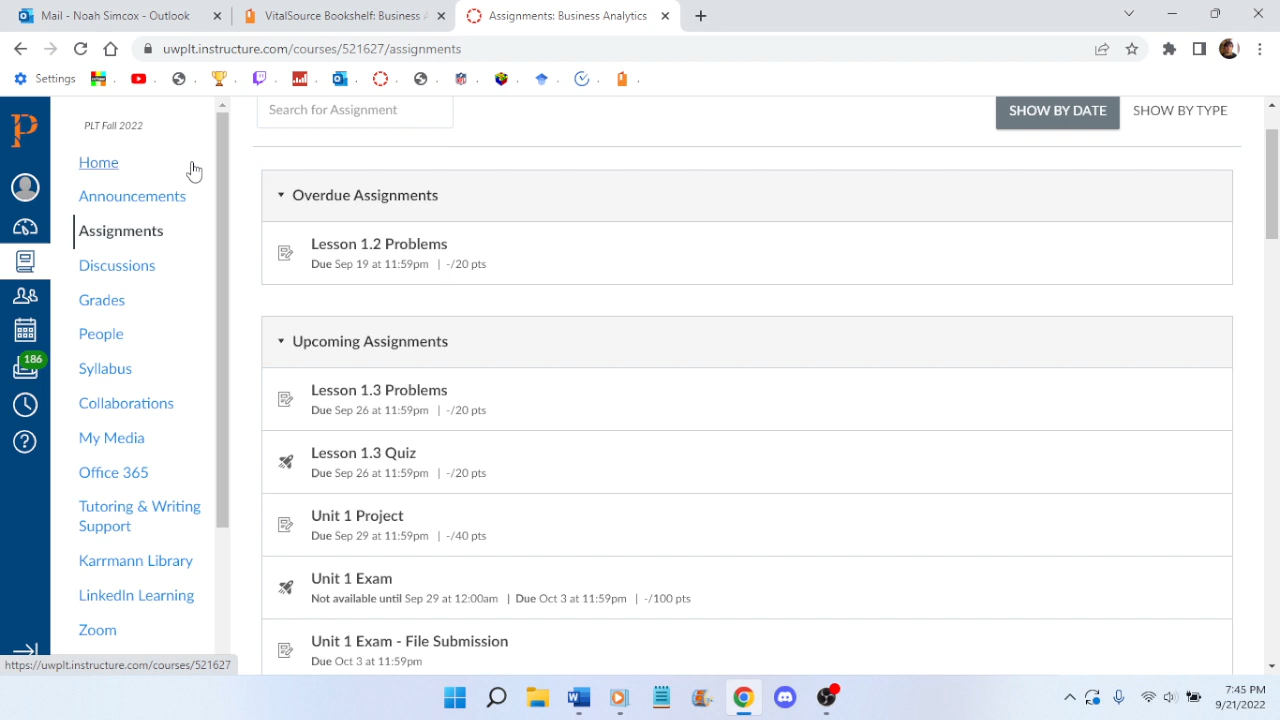 Mail - Noah Simon - Outlook
VitalSource Bookshelf: Business A
Assignments: Business Analytics
uwplt.instructure.com/courses/521627/assignments
Settings
PLT Fall 2022
Home
Announcements
Assignments
Discussions
Grades
People
186
Syllabus
Collaborations
My Media
Office 365
Tutoring & Writing
Support
Karrmann Library
LinkedIn Learning
Zoom
https://uwplt.instructure.com/courses/521627
Search for Assignment
SHOW BY DATE
SHOW BY TYPE
Overdue Assignments
Lesson 1.2 Problems
Due Sep 19 at 11:59pm | -/20 pts
Upcoming Assignments
Lesson 1.3 Problems
Due Sep 26 at 11:59pm | -/20 pts
Lesson 1.3 Quiz
Due Sep 26 at 11:59pm | -/20 pts
Unit 1 Project
Due Sep 29 at 11:59pm | -/40 pts
Unit 1 Exam
Not available until Sep 29 at 12:00am | Due Oct 3 at 11:59pm | -/100 pts
Unit 1 Exam - File Submission
Due Oct 3 at 11:59pm
7:45 PM
9/21/2022